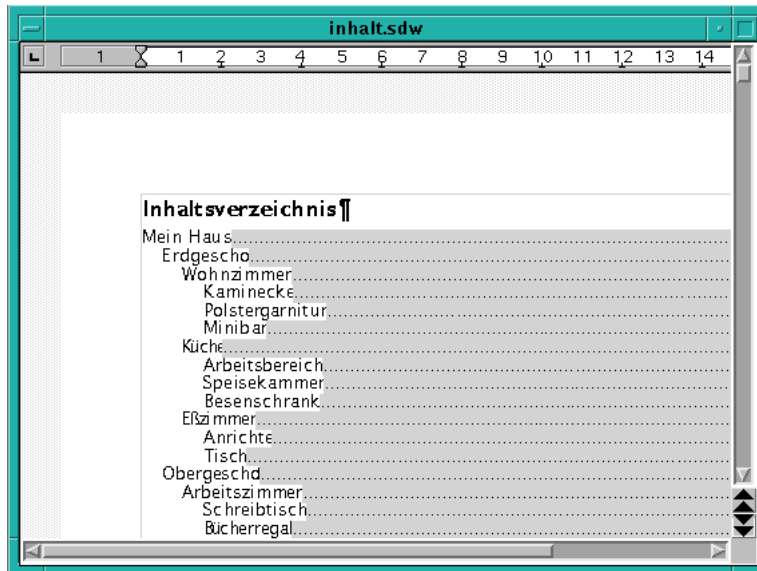 inhalt.sdw
1 1 2 3 4 5 6 7 8 9 10 11 12 13 14
Inhaltsverzeichnis¶
Mein Haus
Erdgescho
Wohnzimmer
Kaminecke
Polstergarnitur
Minibar
Küche
Arbeitsbereich
Speisekammer
Besenschrank
Eßzimmer
Anrichte
Tisch
Obergescho
Arbeitszimmer
Schreibtisch
Bücherregal